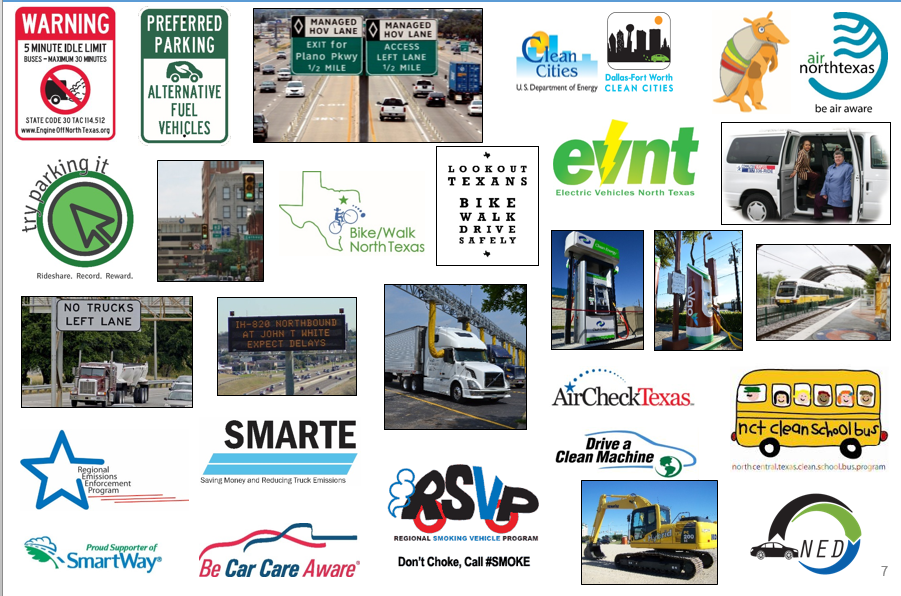 WARNING
5 MINUTE IDLE LIMIT
BUSES – MAXIMUM 30 MINUTES
STATE CODE 30 TAC 114.512
www.EngineOffNorthTexas.org
PREFERRED
PARKING
ALTERNATIVE
FUEL
VEHICLES
MANAGED
HOV LANE
EXIT for
Plano Pkwy
1/2 MILE
MANAGED
HOV LANE
ACCESS
LEFT LANE
1/2 MILE
Clean
Cities
U.S. Department of Energy
Dallas-Fort Worth
CLEAN CITIES
air
northtexas
be air aware
try parking it
Rideshare. Record. Reward.
Bike/Walk
NorthTexas
LOOKOUT
TEXANS
BIKE
WALK
DRIVE
SAFELY
evnt
Electric Vehicles North Texas
eVgo
NO TRUCKS
LEFT LANE
IH-820 NORTHBOUND
AT JOHN T WHITE
EXPECT DELAYS
AirCheckTexas
nct clean school bus
north.central.texas.clean.school.bus.program
Regional
Emissions
Enforcement
Program
SMARTE
Saving Money and Reducing Truck Emissions
Drive a
Clean Machine
RSVP
REGIONAL SMOKING VEHICLE PROGRAM
Don't Choke, Call #SMOKE
Proud Supporter of
SmartWay®
Be Car Care Aware®
NED
7